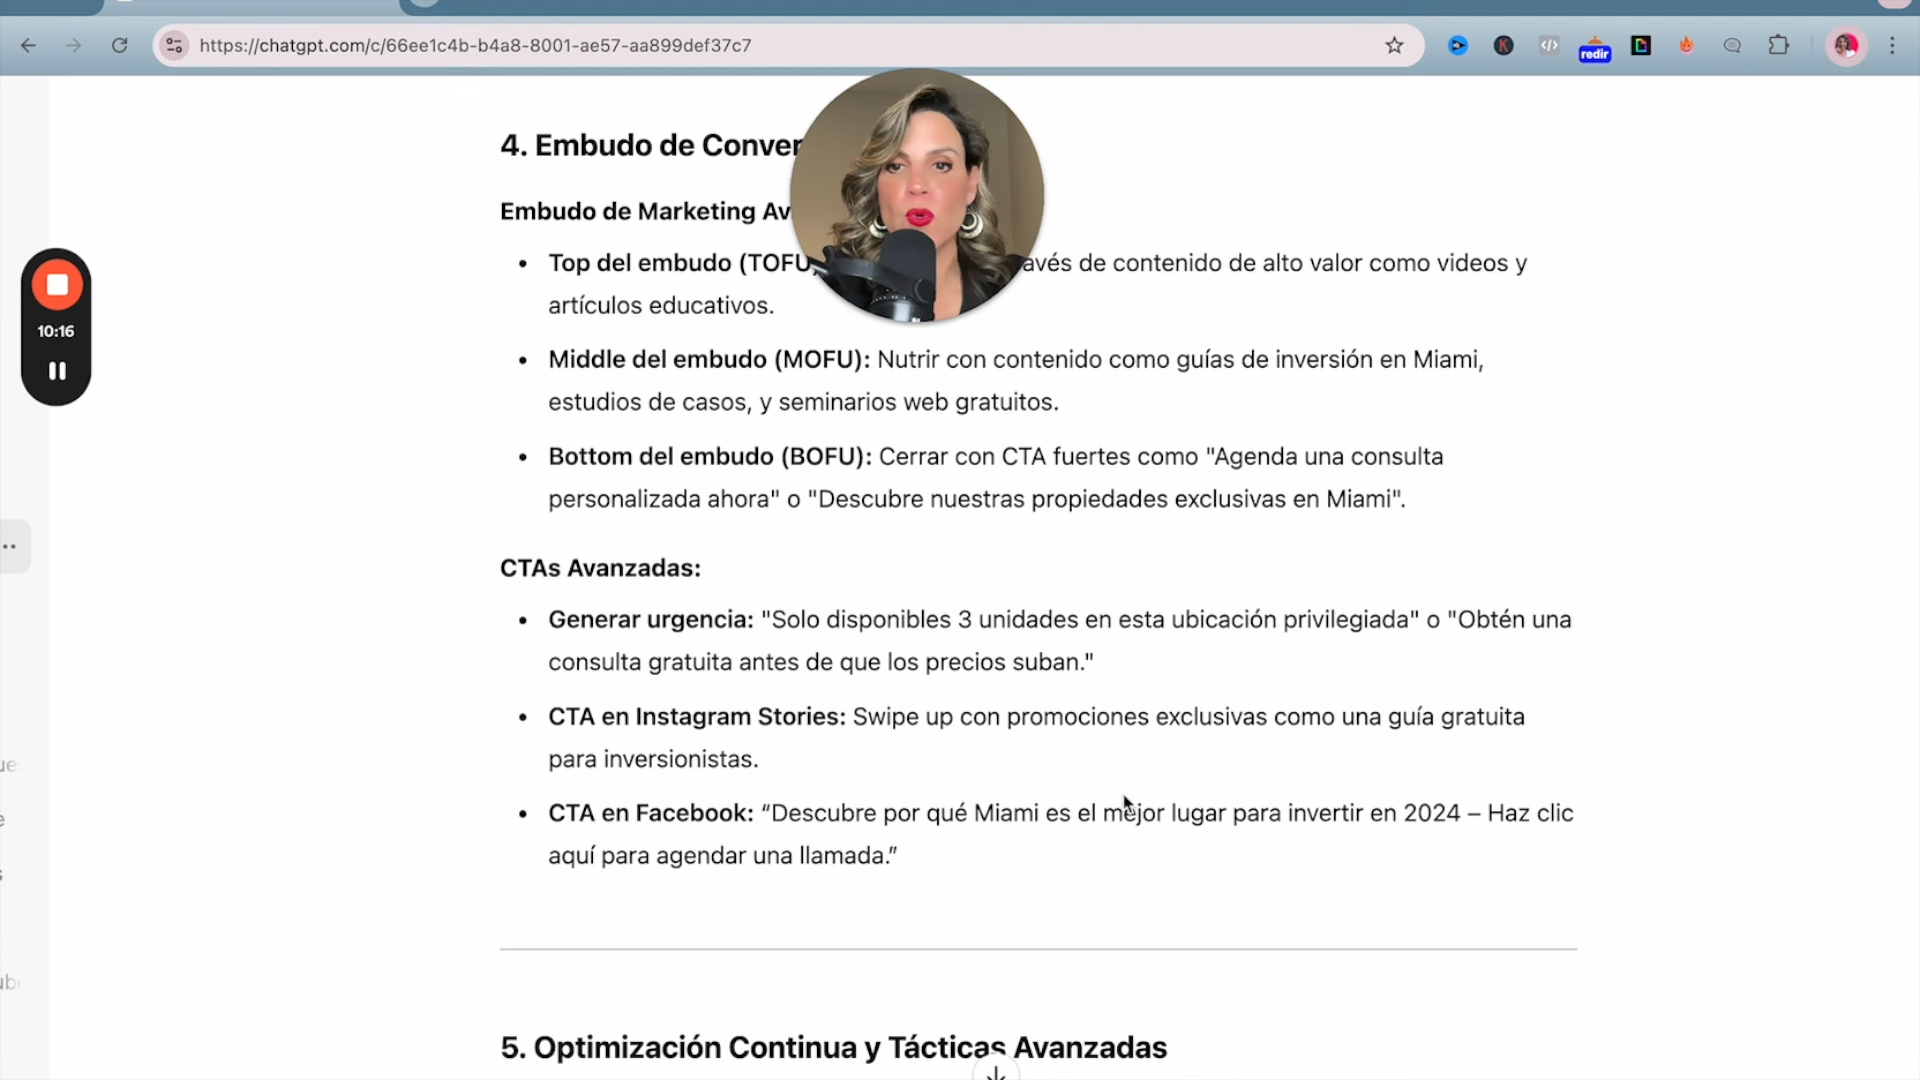 https://chatgpt.com/c/66ee1c4b-b4a8-8001-ae57-aa899def37c7
redir
4. Embudo de Conver
Embudo de Marketing Av
10:16
• Top del embudo (TOFU avés de contenido de alto valor como videos y
artículos educativos.
• Middle del embudo (MOFU): Nutrir con contenido como guías de inversión en Miami,
estudios de casos, y seminarios web gratuitos.
• Bottom del embudo (BOFU): Cerrar con CTA fuertes como "Agenda una consulta
personalizada ahora" o "Descubre nuestras propiedades exclusivas en Miami".
CTAs Avanzadas:
• Generar urgencia: "Solo disponibles 3 unidades en esta ubicación privilegiada" o "Obtén una
consulta gratuita antes de que los precios suban."
• CTA en Instagram Stories: Swipe up con promociones exclusivas como una guía gratuita
para inversionistas.
• CTA en Facebook: “Descubre por qué Miami es el mejor lugar para invertir en 2024 – Haz clic
aquí para agendar una llamada.”
5. Optimización Continua y Tácticas Avanzadas